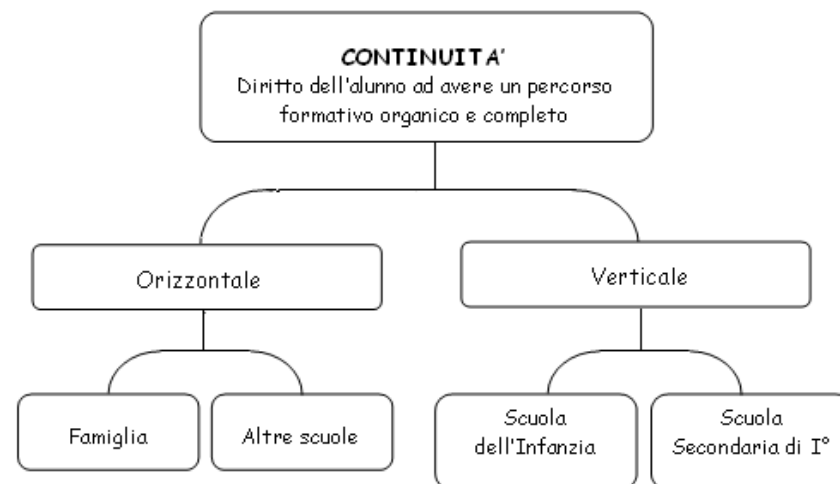 CONTINUITA'
Diritto dell'alunno ad avere un percorso
formativo organico e completo
Orizzontale
Verticale
Famiglia
Altre scuole
Scuola
dell'Infanzia
Scuola
Secondaria di I°